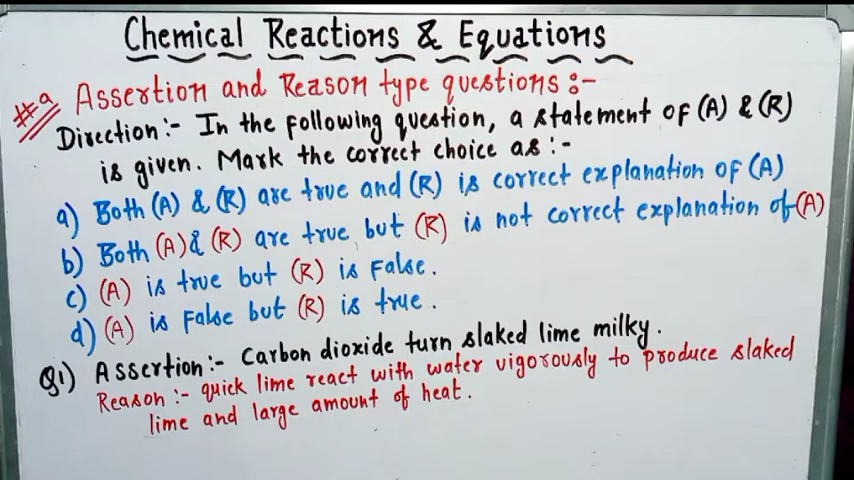 Chemical Reactions & Equations
#a Assertion and Reason type questions :-
Direction :- In the following question, a statement of (A) & (R)
is given. Mark the correct choice as :-
a) Both (A) & (R) are true and (R) is correct explanation of (A)
b) Both (A) & (R) are true but (R) is not correct explanation of (A)
c) (A) is true but (R) is False.
d) (A) is False but (R) is true.
Q1) Assertion :- Carbon dioxide turn slaked lime milky.
Reason :- quick lime react with water vigorously to produce slaked
lime and large amount of heat.